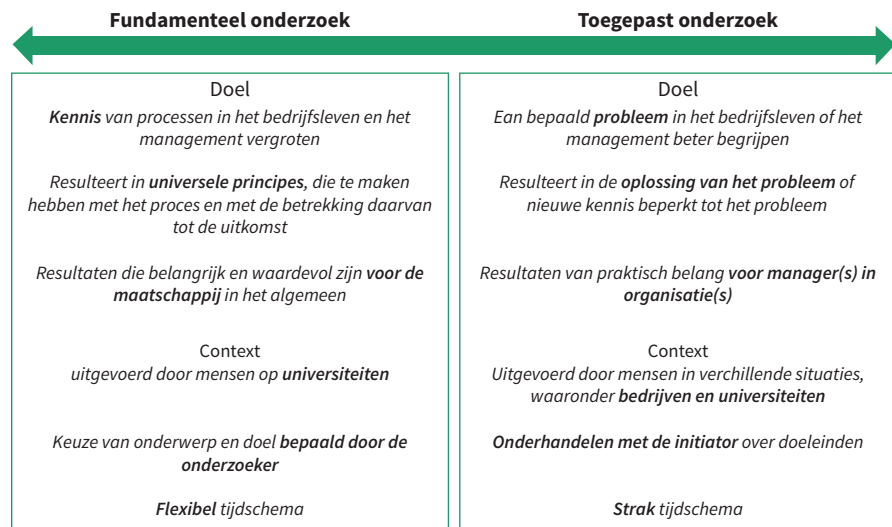 Fundamenteel onderzoek
Toegepast onderzoek
Doel
Kennis van processen in het bedrijfsleven en het
management vergroten
Resulteert in universele principes, die te maken
hebben met het proces en met de betrekking daarvan
tot de uitkomst
Resultaten die belangrijk en waardevol zijn voor de
maatschappij in het algemeen
Context
uitgevoerd door mensen op universiteiten
Keuze van onderwerp en doel bepaald door de
onderzoeker
Flexibel tijdschema
Doel
Ean bepaald probleem in het bedrijfsleven of het
management beter begrijpen
Resulteert in de oplossing van het probleem of
nieuwe kennis beperkt tot het probleem
Resultaten van praktisch belang voor manager(s) in
organisatie(s)
Context
Uitgevoerd door mensen in verchillende situaties,
waaronder bedrijven en universiteiten
Onderhandelen met de initiator over doeleinden
Strak tijdschema